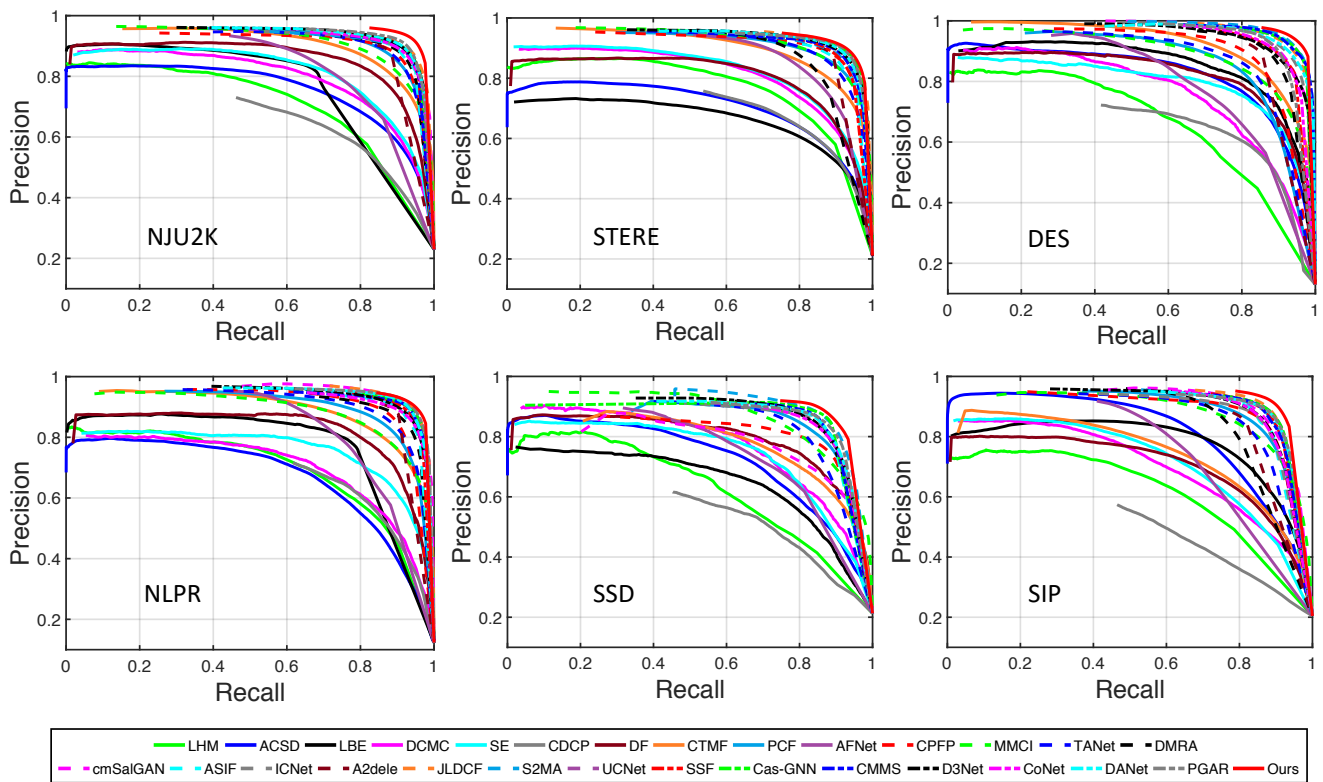 1
0.8
0.6
0.4
0.2
Precision
NJU2K
0 0.2 0.4 0.6 0.8 1
Recall
1
0.8
0.6
0.4
0.2
Precision
STERE
0 0.2 0.4 0.6 0.8 1
Recall
1
0.8
0.6
0.4
0.2
Precision
DES
0 0.2 0.4 0.6 0.8 1
Recall
1
0.8
0.6
0.4
0.2
Precision
NLPR
0 0.2 0.4 0.6 0.8 1
Recall
1
0.8
0.6
0.4
0.2
Precision
SSD
0 0.2 0.4 0.6 0.8 1
Recall
1
0.8
0.6
0.4
0.2
Precision
SIP
0 0.2 0.4 0.6 0.8 1
Recall
LHM ACSD LBE DCMC SE CDCP DF CTMF PCF AFNet CPFP MMCI TANet DMRA
cmSalGAN ASIF ICNet A2dele JLDCF S2MA UCNet SSF Cas-GNN CMMS D3Net CoNet DANet PGAR Ours